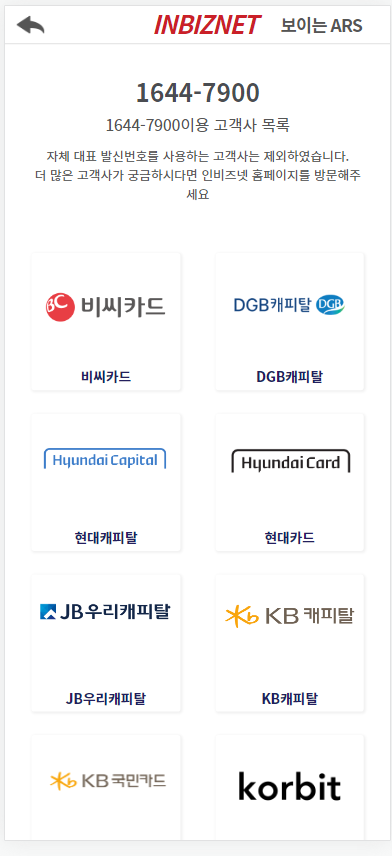 INBIZNET 보이는 ARS
1644-7900
1644-7900이용 고객사 목록
자체 대표 발신번호를 사용하는 고객사는 제외하였습니다.
더 많은 고객사가 궁금하시다면 인비즈넷 홈페이지를 방문해주
세요
BC 비씨카드 DGB캐피탈 DGB
비씨카드 DGB캐피탈
Hyundai Capital Hyundai Card
현대캐피탈 현대카드
JB우리캐피탈 Kb KB 캐피탈
JB우리캐피탈 KB캐피탈
Kb KB국민카드 korbit